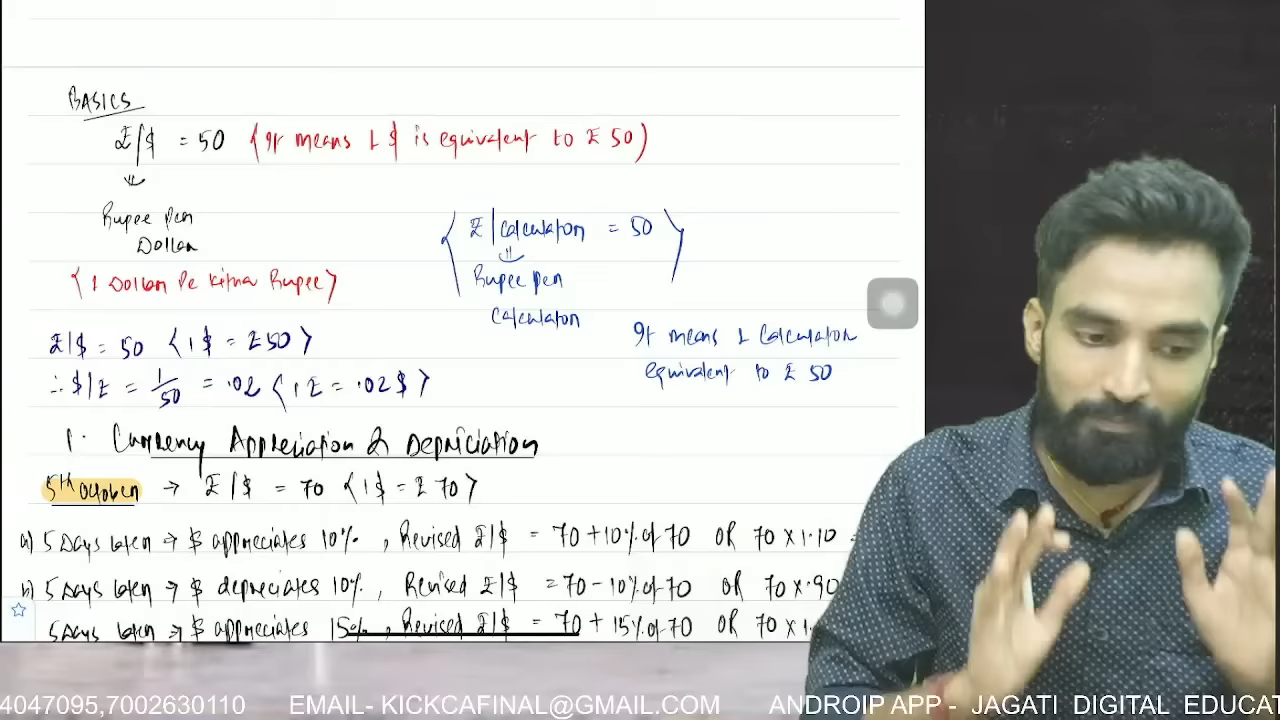 BASICS
₹/$ = 50 (It means 1 $ is equivalent to ₹ 50)
Rupee Per
Dollar
(1 Dollar Pe Kitna Rupee)
₹/Calculator = 50
Rupee Per
Calculator
It means 1 Calculator
equivalent to ₹ 50
₹/$ = 50 (1$ = ₹50)
∴ $/₹ = 1/50 = .02 (1₹ = .02$)
1. Currency Appreciation & Depriciation
5th October → ₹/$ = 70 (1$ = ₹70)
a) 5 Days later → $ appreciates 10%, Revised ₹/$ = 70+10% of 70 OR 70 x 1.10 =
b) 5 Days later → $ depreciates 10%, Revised ₹/$ = 70-10% of 70 OR 70 x .90
5 Days later → $ appreciates 15%, Revised ₹/$ = 70+15% of 70 OR 70 x 1.
4047095,7002630110 EMAIL- KICKCAFINAL@GMAIL.COM ANDROIP APP - JAGATI DIGITAL EDUCAT